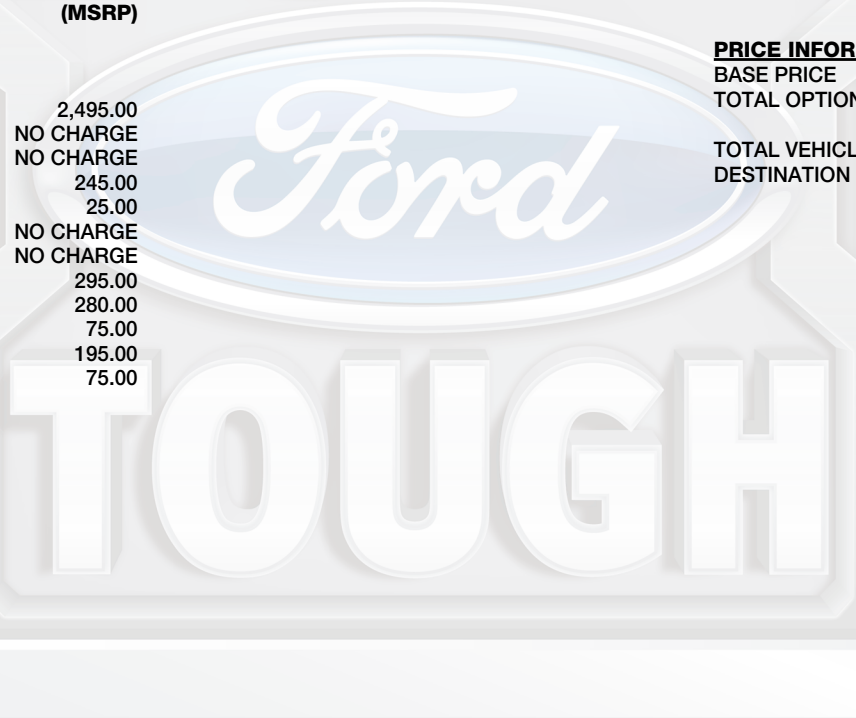 (MSRP)
2,495.00
NO CHARGE
NO CHARGE
245.00
25.00
NO CHARGE
NO CHARGE
295.00
280.00
75.00
195.00
75.00
PRICE INFOR
BASE PRICE
TOTAL OPTION
TOTAL VEHICL
DESTINATION
Ford
TOUGH